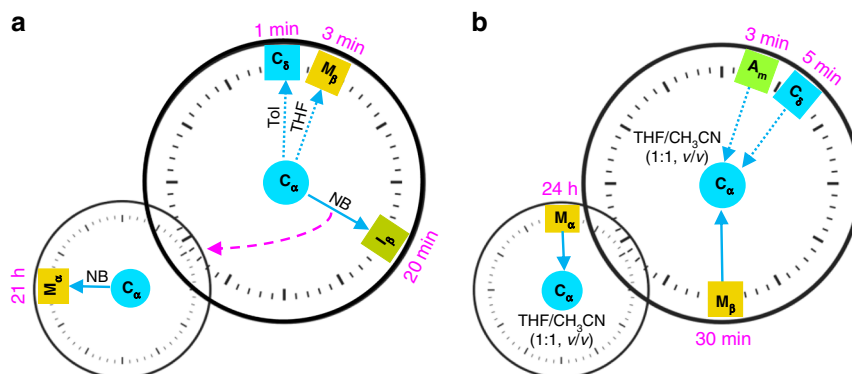 a
1 min
3 min
Cδ
Mβ
Tol
THF
Cα
NB
Iβ
20 min
21 h
Mα
NB
Cα
b
3 min
5 min
Am
Cδ
THF/CH3CN
(1:1, v/v)
Cα
24 h
Mα
Cα
THF/CH3CN
(1:1, v/v)
Mβ
30 min